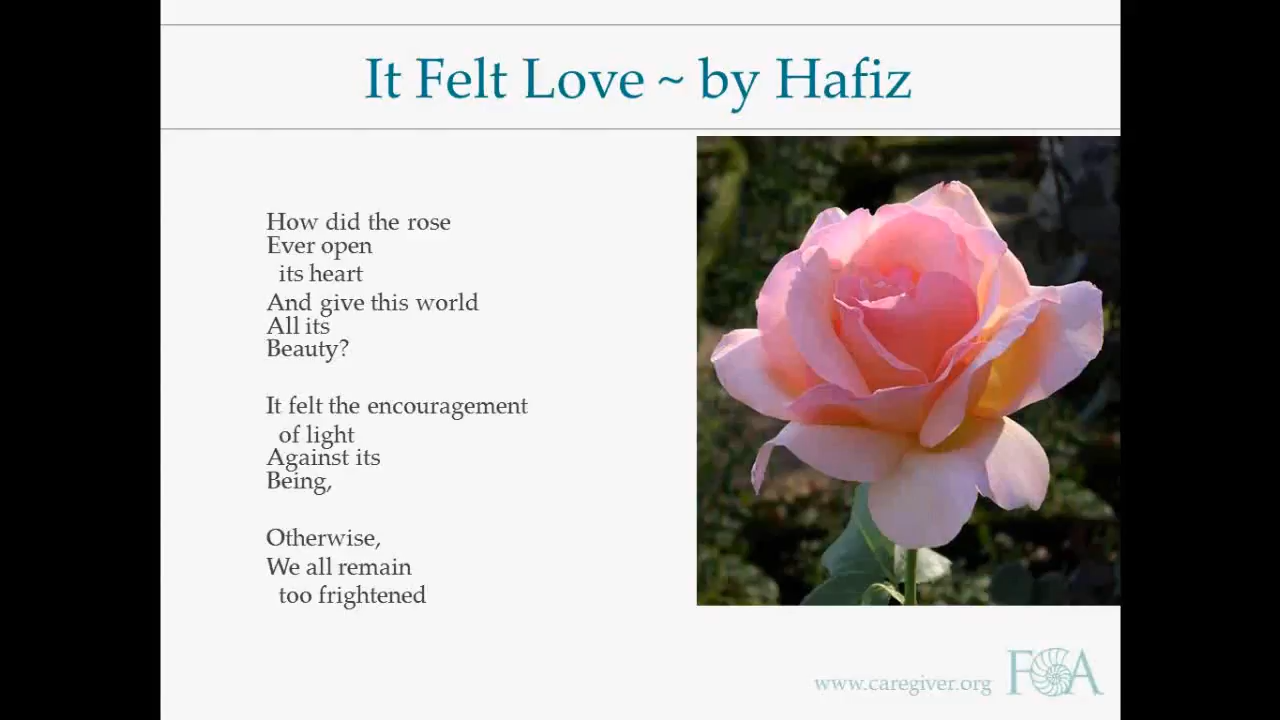 It Felt Love ~ by Hafiz
How did the rose
Ever open
its heart
And give this world
All its
Beauty?
It felt the encouragement
of light
Against its
Being,
Otherwise,
We all remain
too frightened
www.caregiver.org
FCA